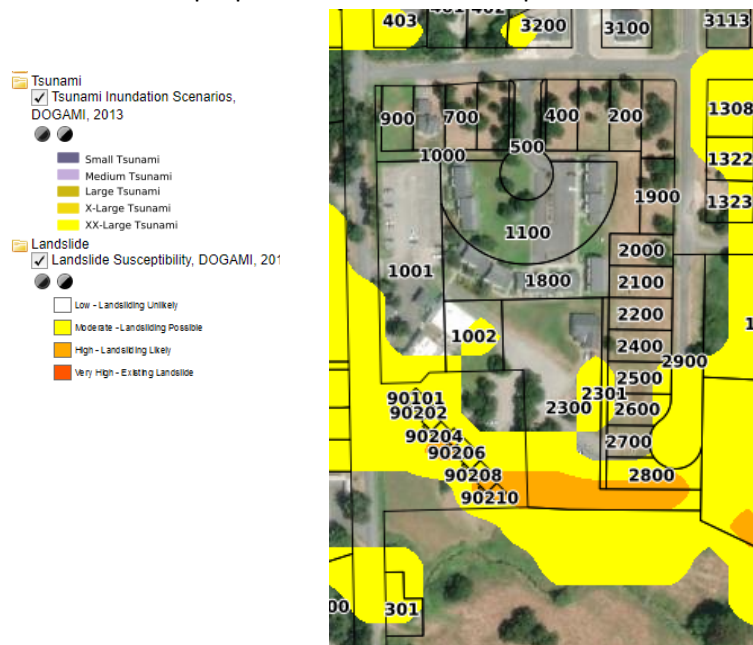 Tsunami
Tsunami Inundation Scenarios,
DOGAMI, 2013
Small Tsunami
Medium Tsunami
Large Tsunami
X-Large Tsunami
XX-Large Tsunami
Landslide
Landslide Susceptibility, DOGAMI, 201
Low - Landsliding Unlikely
Moderate - Landsliding Possible
High - Landsliding Likely
Very High - Existing Landslide
403
3200
3100
3113
900
700
400
200
1308
500
1000
1322
1900
1323
1100
2000
1001
1800
2100
2200
1002
2400
2900
2500
2301
90101
2300
2600
90202
90204
2700
90206
90208
2800
90210
301